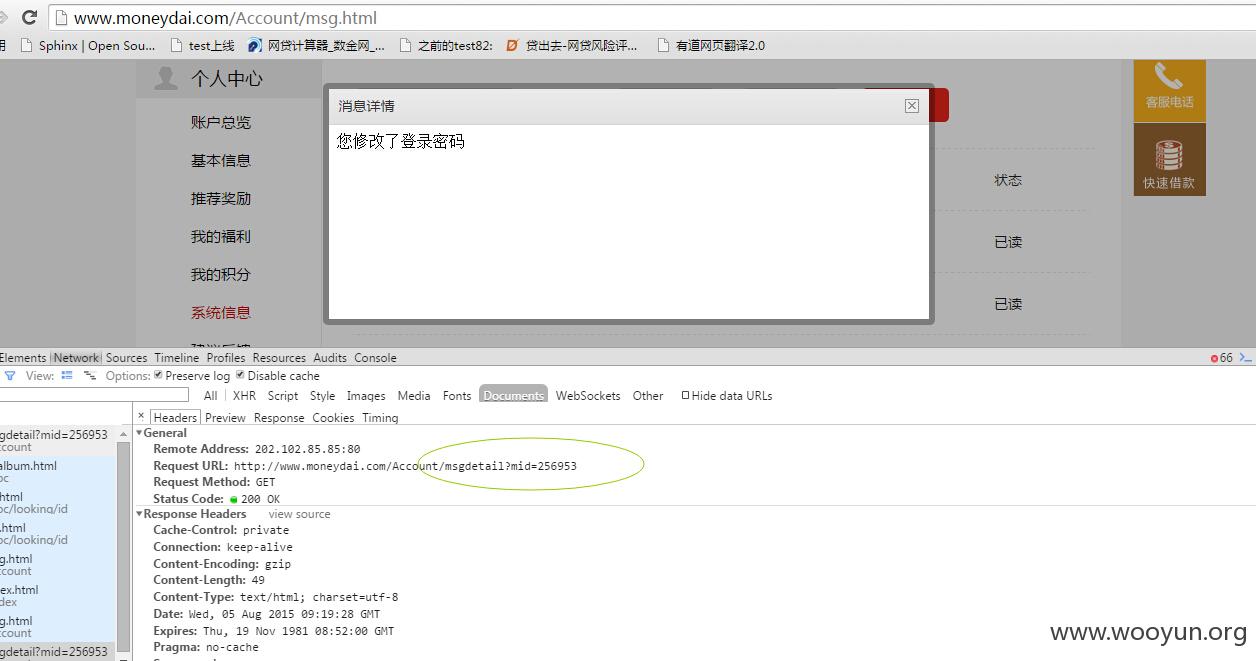 www.moneydai.com/Account/msg.html
用 Sphinx | Open Sou... test上线 网贷计算器_数金网_... 之前的test82: 贷出去-网贷风险评... 有道网页翻译2.0
个人中心
账户总览
基本信息
推荐奖励
我的福利
我的积分
系统信息
消息详情
您修改了登录密码
状态
已读
已读
客服电话
快速借款
Elements Network Sources Timeline Profiles Resources Audits Console 66
View: Options: Preserve log Disable cache
All XHR Script Style Images Media Fonts Documents WebSockets Other Hide data URLs
× Headers Preview Response Cookies Timing
gdetail?mid=256953
count
album.html
oc
html
oc/looking/id
.html
oc/looking/id
g.html
count
ex.html
dex
g.html
count
gdetail?mid=256953
General
Remote Address: 202.102.85.85:80
Request URL: http://www.moneydai.com/Account/msgdetail?mid=256953
Request Method: GET
Status Code: 200 OK
Response Headers view source
Cache-Control: private
Connection: keep-alive
Content-Encoding: gzip
Content-Length: 49
Content-Type: text/html; charset=utf-8
Date: Wed, 05 Aug 2015 09:19:28 GMT
Expires: Thu, 19 Nov 1981 08:52:00 GMT
Pragma: no-cache
www.wooyun.org